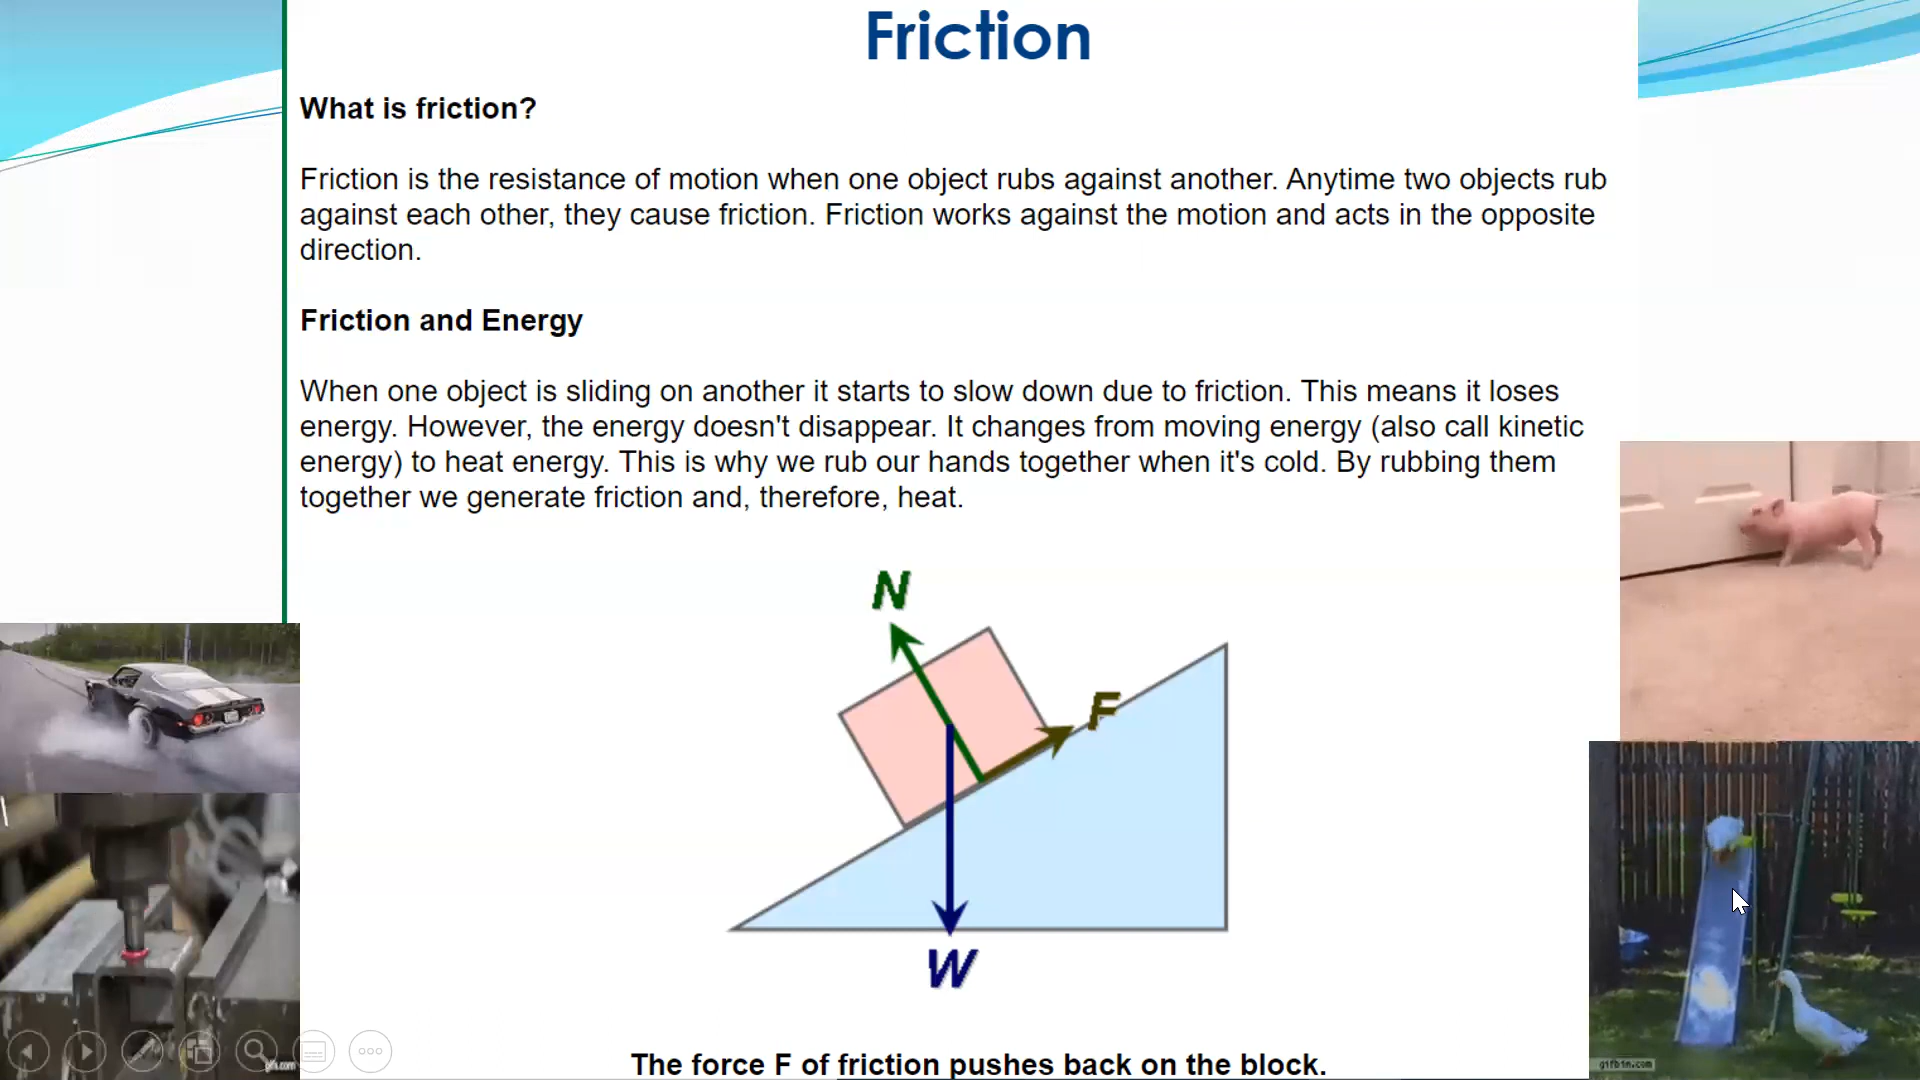 Friction
What is friction?
Friction is the resistance of motion when one object rubs against another. Anytime two objects rub
against each other, they cause friction. Friction works against the motion and acts in the opposite
direction.
Friction and Energy
When one object is sliding on another it starts to slow down due to friction. This means it loses
energy. However, the energy doesn't disappear. It changes from moving energy (also call kinetic
energy) to heat energy. This is why we rub our hands together when it's cold. By rubbing them
together we generate friction and, therefore, heat.
N
F
W
The force F of friction pushes back on the block.
gifbin.com